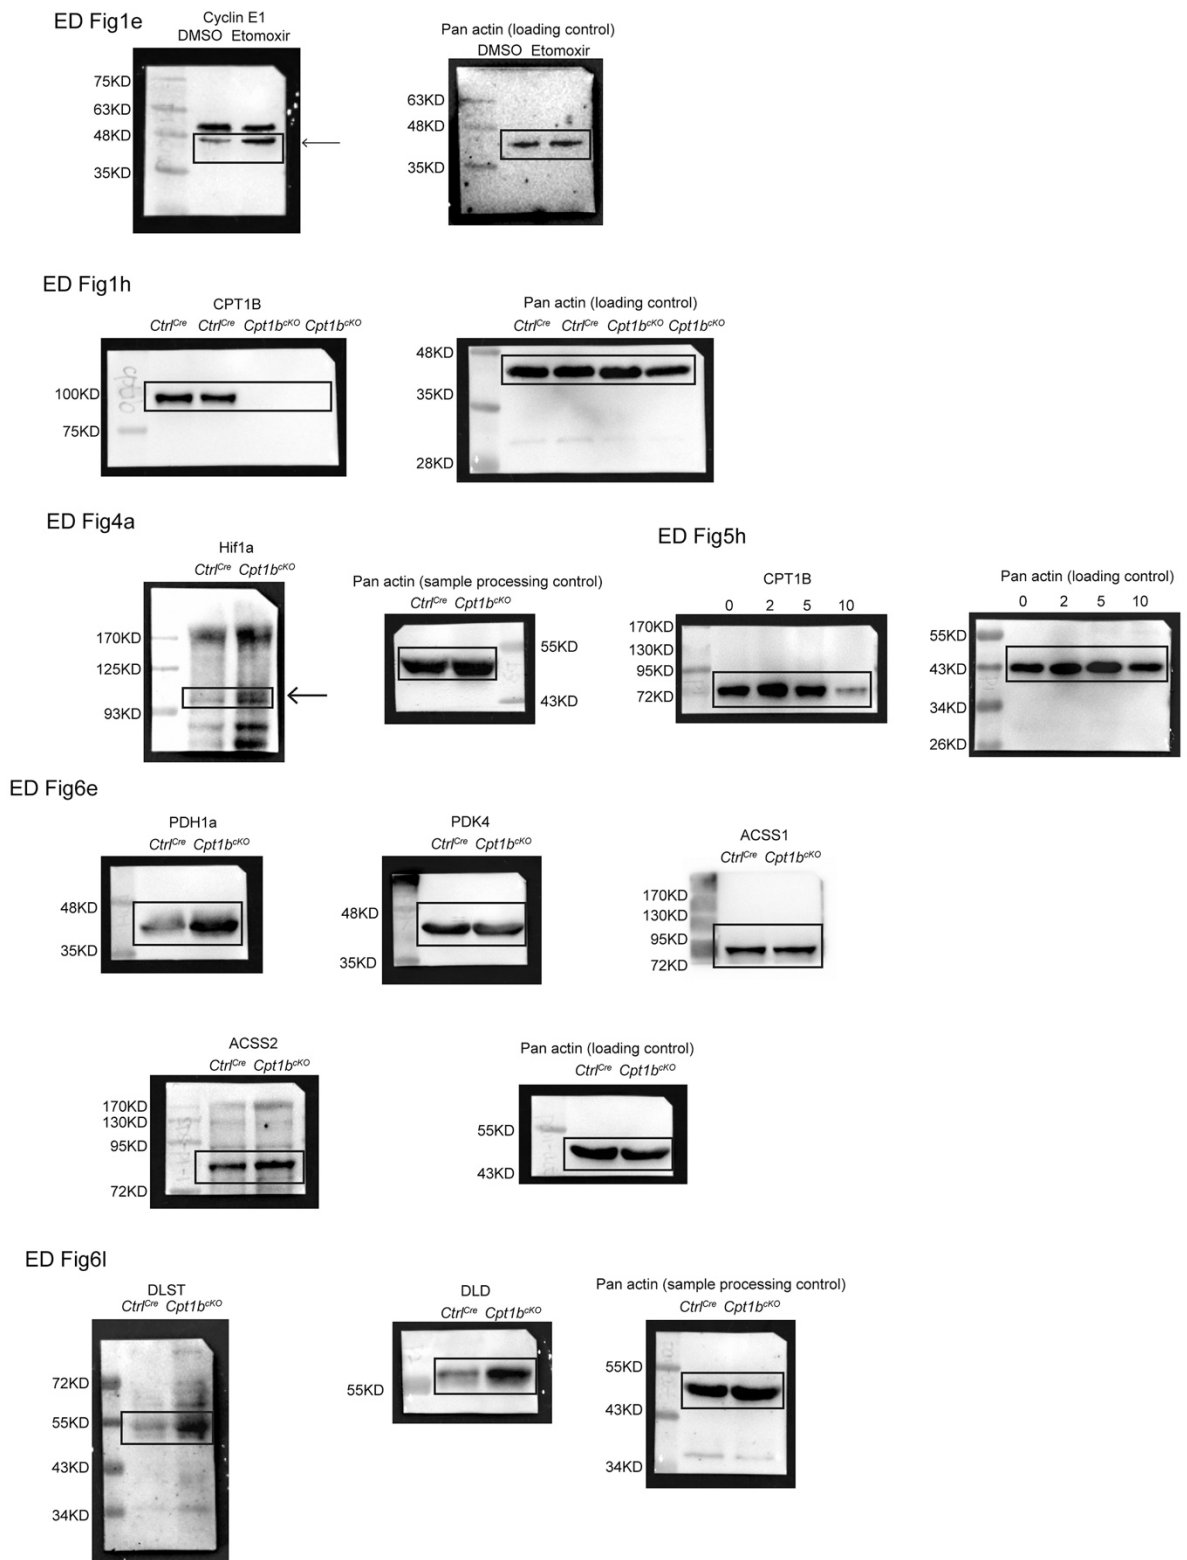 ED Fig1e
Cyclin E1
DMSO Etomoxir
75KD
63KD
48KD
35KD
Pan actin (loading control)
DMSO Etomoxir
63KD
48KD
35KD
ED Fig1h
CPT1B
CtrlCre CtrlCre Cpt1bcKO Cpt1bcKO
100KD
75KD
Pan actin (loading control)
CtrlCre CtrlCre Cpt1bcKO Cpt1bcKO
48KD
35KD
28KD
ED Fig4a
Hif1a
CtrlCre Cpt1bcKO
170KD
125KD
93KD
Pan actin (sample processing control)
CtrlCre Cpt1bcKO
55KD
43KD
ED Fig5h
CPT1B
0 2 5 10
170KD
130KD
95KD
72KD
Pan actin (loading control)
0 2 5 10
55KD
43KD
34KD
26KD
ED Fig6e
PDH1a
CtrlCre Cpt1bcKO
48KD
35KD
PDK4
CtrlCre Cpt1bcKO
48KD
35KD
ACSS1
CtrlCre Cpt1bcKO
170KD
130KD
95KD
72KD
ACSS2
CtrlCre Cpt1bcKO
170KD
130KD
95KD
72KD
Pan actin (loading control)
CtrlCre Cpt1bcKO
55KD
43KD
ED Fig6l
DLST
CtrlCre Cpt1bcKO
72KD
55KD
43KD
34KD
DLD
CtrlCre Cpt1bcKO
55KD
Pan actin (sample processing control)
CtrlCre Cpt1bcKO
55KD
43KD
34KD